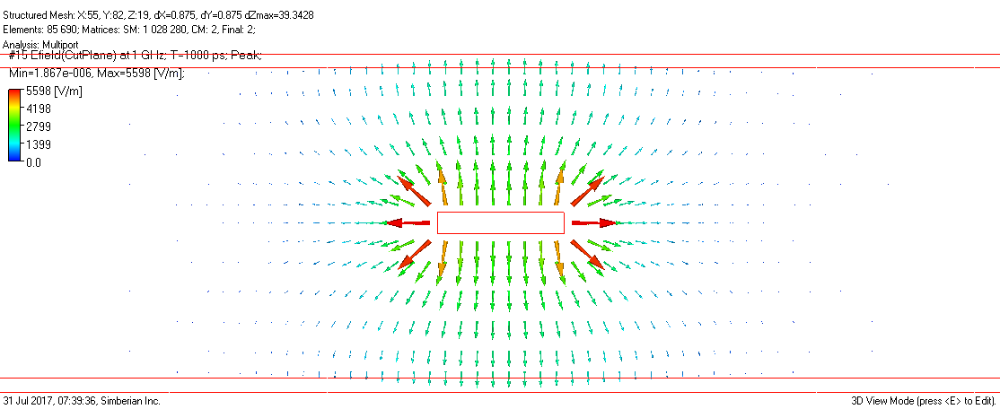 Structured Mesh: X:55, Y:82, Z:19, dX=0.875, dY=0.875 dZmax=39.3428
Elements: 85 690; Matrices: SM: 1 028 280, CM: 2, Final: 2;
Analysis: Multiport
#15 Efield(CutPlane) at 1 GHz; T=1000 ps; Peak;
Min=1.867e-006, Max=5598 [V/m];
5598 [V/m]
4198
2799
1399
0.0
31 Jul 2017, 07:39:36, Simberian Inc.
3D View Mode (press <E> to Edit).